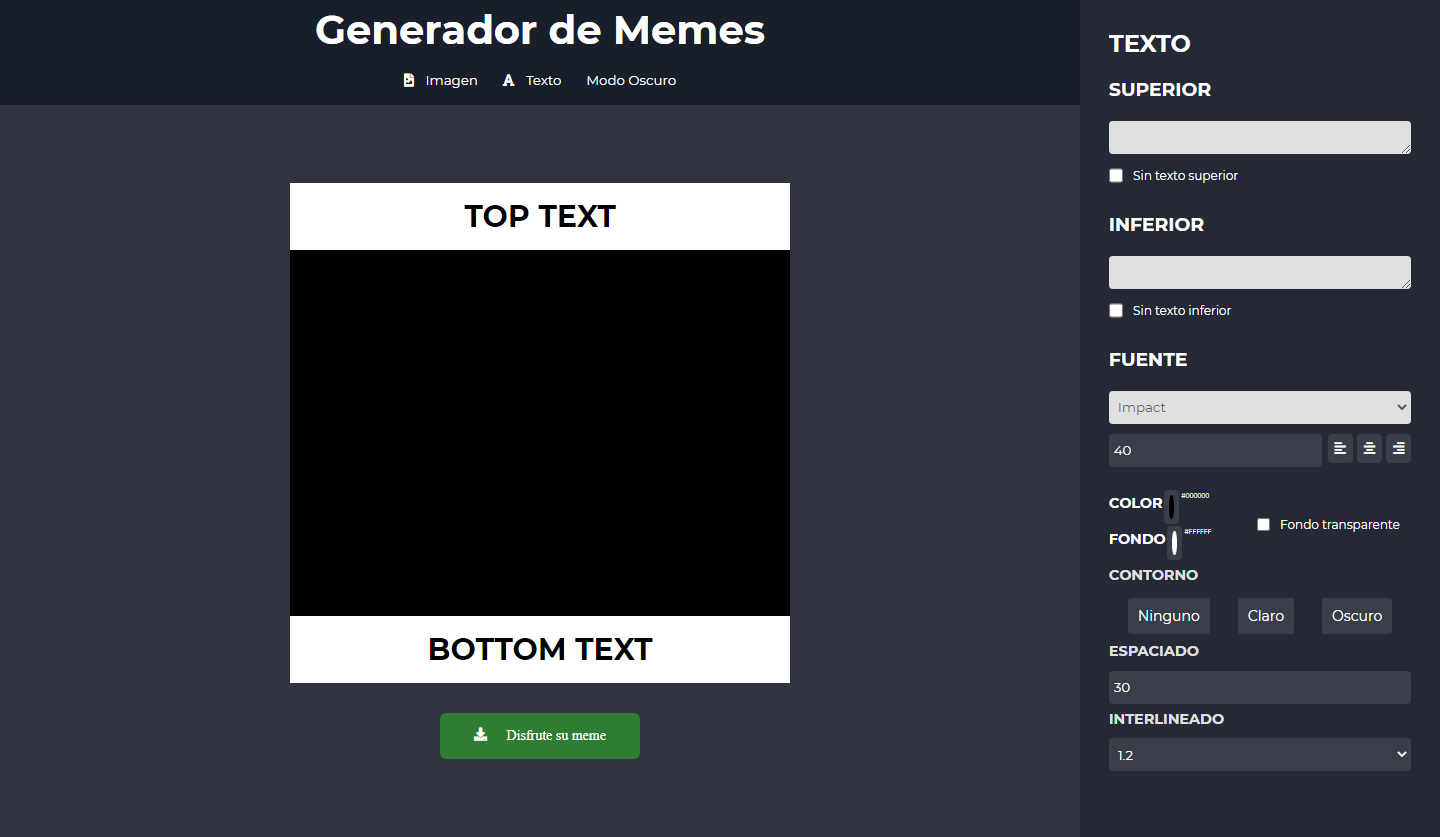 Generador de Memes
Imagen Texto Modo Oscuro
TOP TEXT
BOTTOM TEXT
Disfrute su meme
TEXTO
SUPERIOR
Sin texto superior
INFERIOR
Sin texto inferior
FUENTE
Impact
40
COLOR #000000
FONDO #FFFFFF
Fondo transparente
CONTORNO
Ninguno Claro Oscuro
ESPACIADO
30
INTERLINEADO
1.2